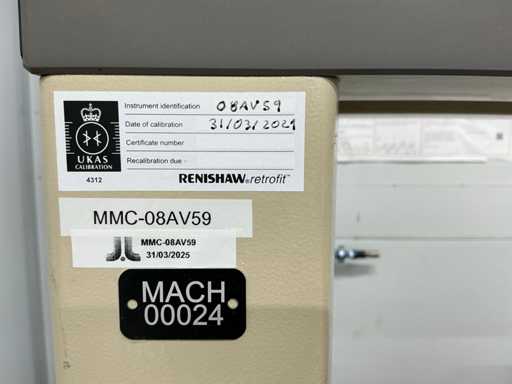 Instrument identification 08AV59
Date of calibration 31/03/2021
Certificate number
Recalibration due -
UKAS
CALIBRATION
4312
RENISHAW retrofit™
MMC-08AV59
MMC-08AV59
31/03/2025
MACH
00024